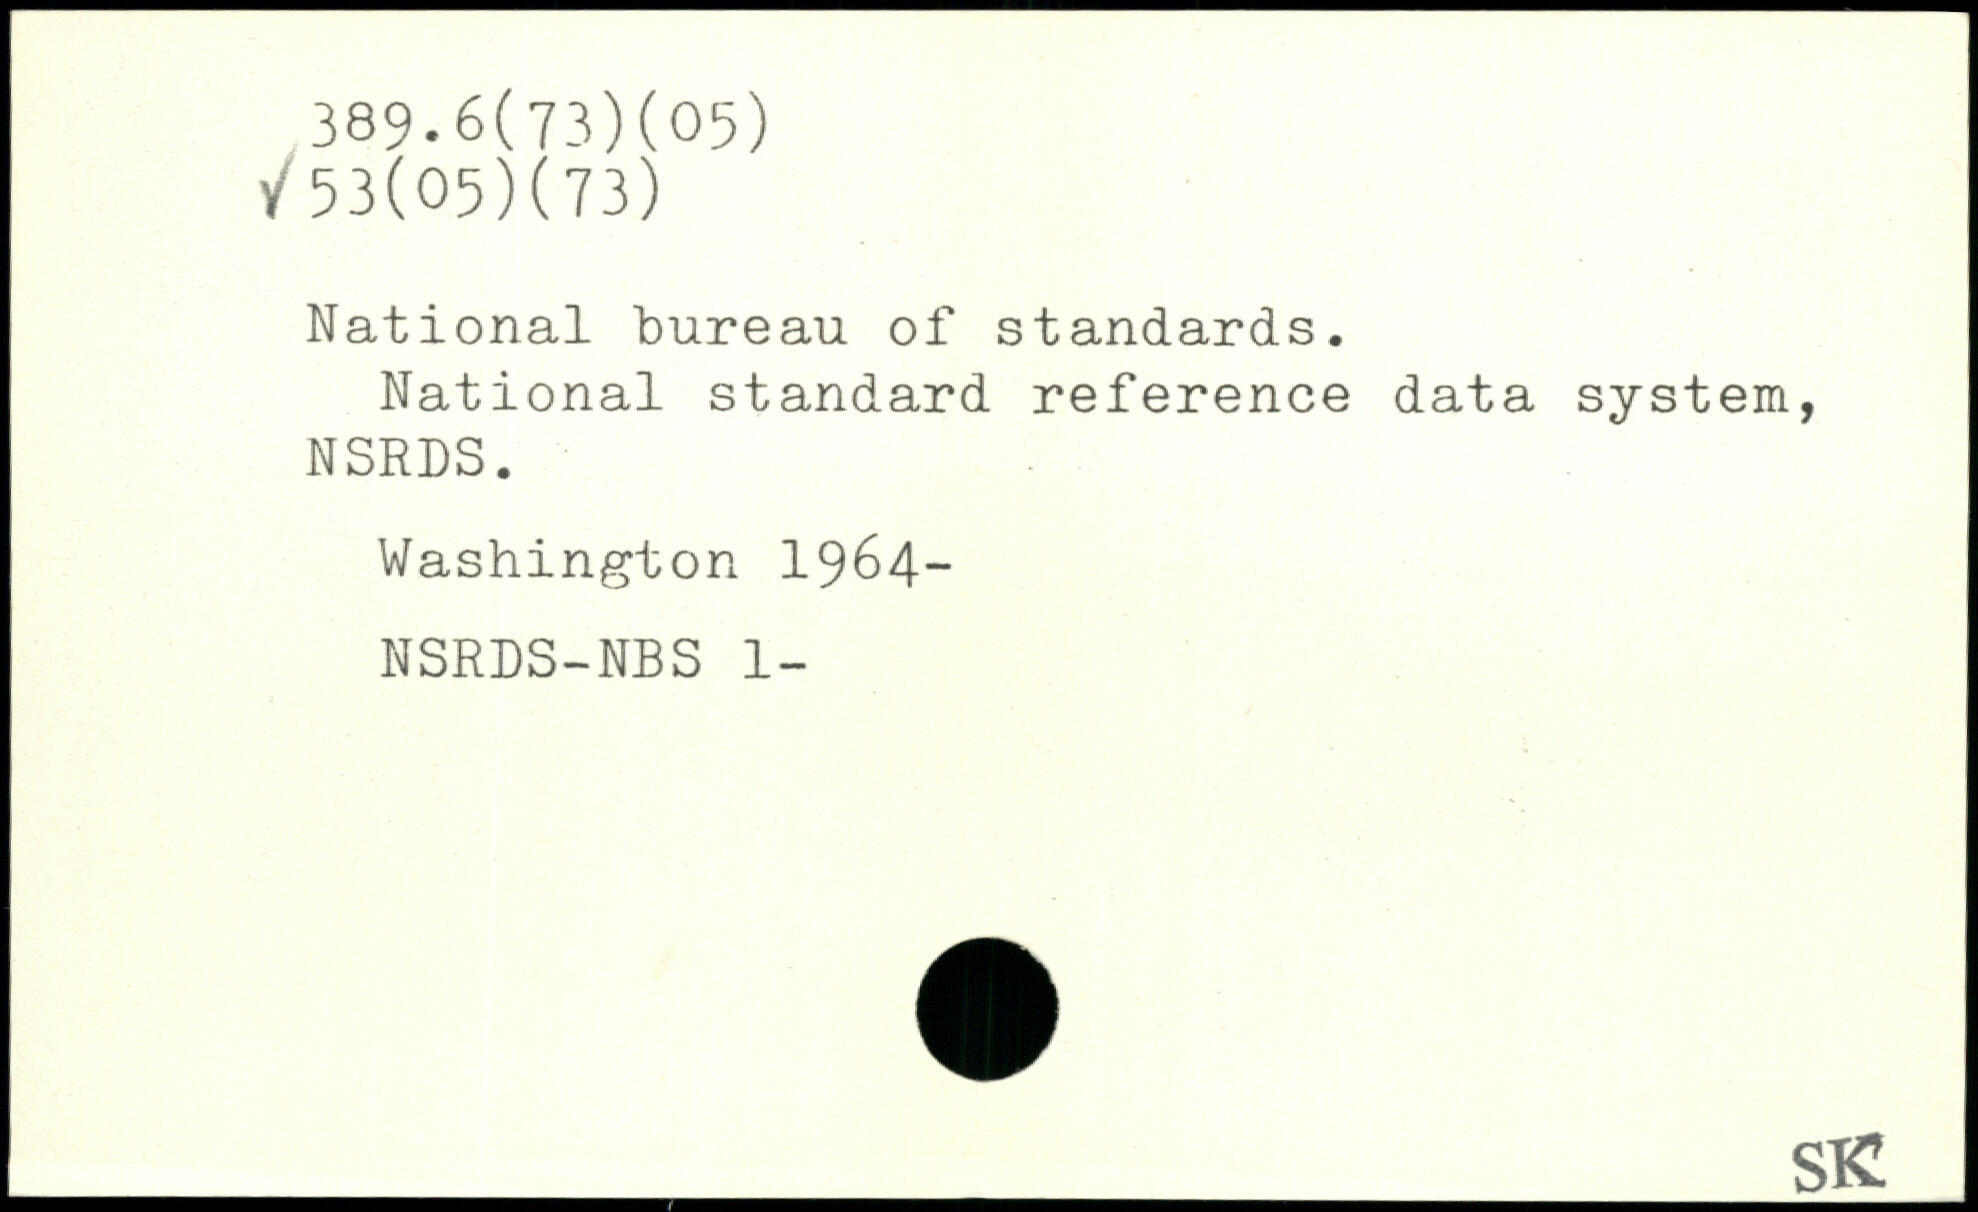 389.6(73)(05)
✓53(05)(73)
National bureau of standards.
National standard reference data system,
NSRDS.
Washington 1964-
NSRDS-NBS 1-
SK